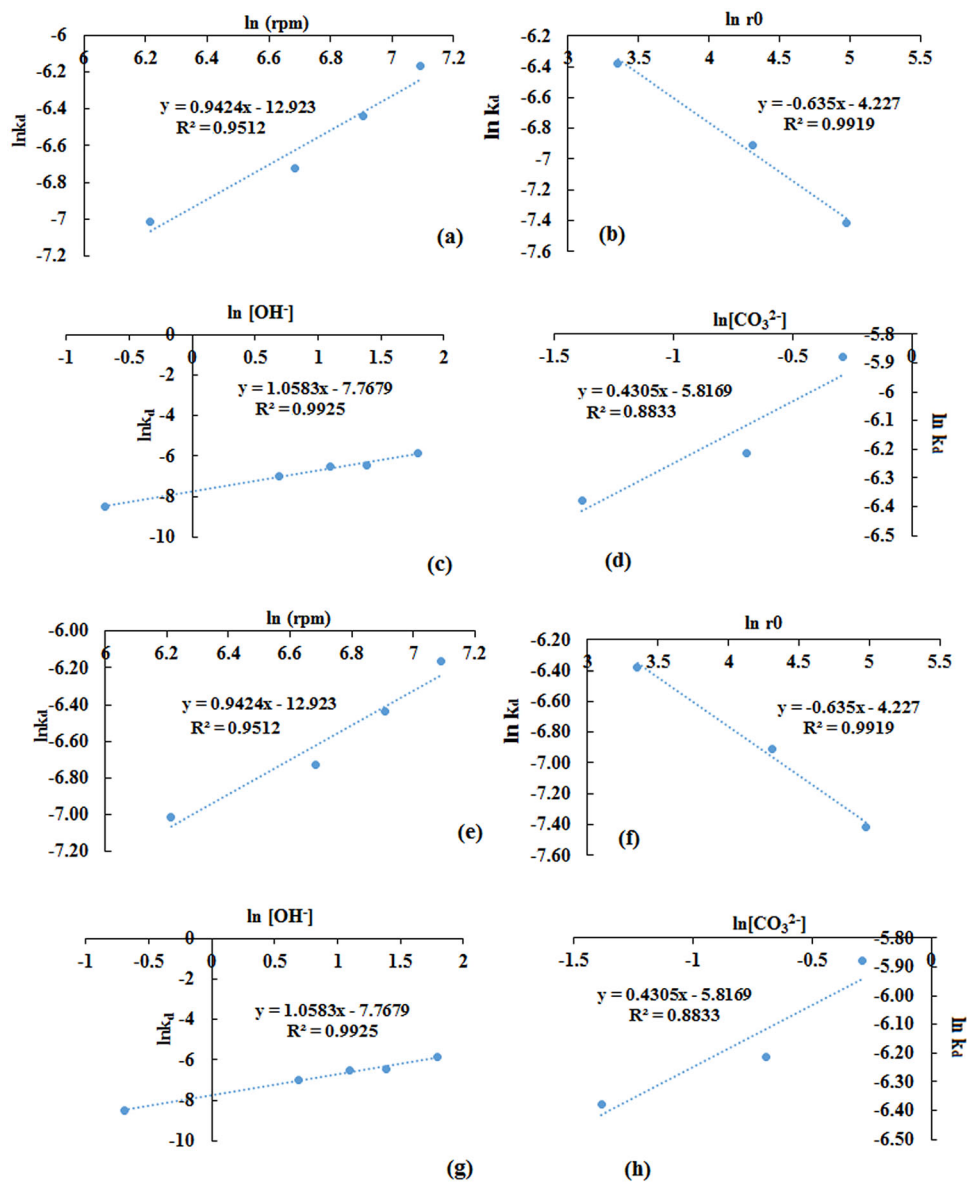 ln (rpm)
-6
6 6.2 6.4 6.6 6.8 7 7.2
-6.2
-6.4
-6.6
-6.8
-7
-7.2
lnkd
y = 0.9424x - 12.923
R² = 0.9512
(a)
ln r0
-6.2
3 3.5 4 4.5 5 5.5
-6.4
-6.6
-6.8
-7
-7.2
-7.4
-7.6
ln kd
y = -0.635x - 4.227
R² = 0.9919
(b)
ln [OH-]
0
-1 -0.5 0 0.5 1 1.5 2
-2
-4
-6
-8
-10
lnkd
y = 1.0583x - 7.7679
R² = 0.9925
(c)
ln[CO₃²⁻]
-5.8
-1.5 -1 -0.5 0
-5.9
-6
-6.1
-6.2
-6.3
-6.4
-6.5
ln kd
y = 0.4305x - 5.8169
R² = 0.8833
(d)
ln (rpm)
-6.00
6 6.2 6.4 6.6 6.8 7 7.2
-6.20
-6.40
-6.60
-6.80
-7.00
-7.20
lnkd
y = 0.9424x - 12.923
R² = 0.9512
(e)
ln r0
-6.20
3 3.5 4 4.5 5 5.5
-6.40
-6.60
-6.80
-7.00
-7.20
-7.40
-7.60
ln kd
y = -0.635x - 4.227
R² = 0.9919
(f)
ln [OH-]
0
-1 -0.5 0 0.5 1 1.5 2
-2
-4
-6
-8
-10
lnkd
y = 1.0583x - 7.7679
R² = 0.9925
(g)
ln[CO₃²⁻]
-5.80
-1.5 -1 -0.5 0
-5.90
-6.00
-6.10
-6.20
-6.30
-6.40
-6.50
ln kd
y = 0.4305x - 5.8169
R² = 0.8833
(h)